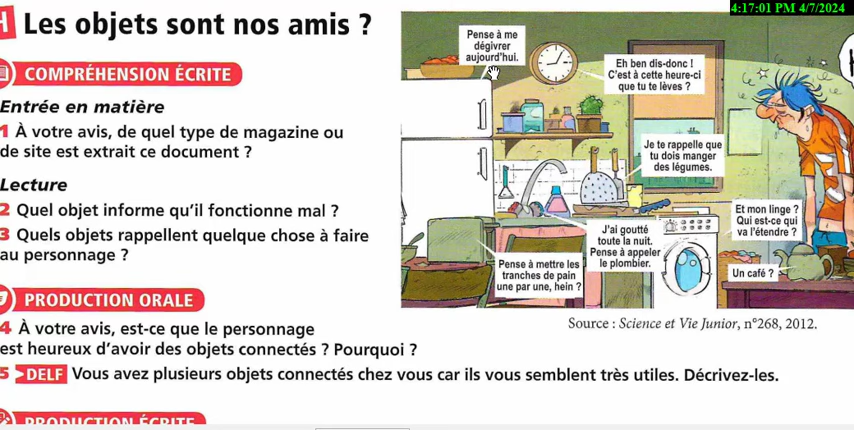 4:17:01 PM 4/7/2024
H Les objets sont nos amis ?
COMPRÉHENSION ÉCRITE
Entrée en matière
1 À votre avis, de quel type de magazine ou
de site est extrait ce document ?
Lecture
2 Quel objet informe qu'il fonctionne mal ?
3 Quels objets rappellent quelque chose à faire
au personnage ?
Pense à me
dégivrer
aujourd'hui.
Eh ben dis-donc !
C'est à cette heure-ci
que tu te lèves ?
Je te rappelle que
tu dois manger
des légumes.
Et mon linge ?
Qui est-ce qui
va l'étendre ?
J'ai goutté
toute la nuit.
Pense à appeler
le plombier.
Pense à mettre les
tranches de pain
une par une, hein ?
Un café ?
Source : Science et Vie Junior, n°268, 2012.
PRODUCTION ORALE
4 À votre avis, est-ce que le personnage
est heureux d'avoir des objets connectés ? Pourquoi ?
5 DELF Vous avez plusieurs objets connectés chez vous car ils vous semblent très utiles. Décrivez-les.
PRODUCTION ÉCRITE